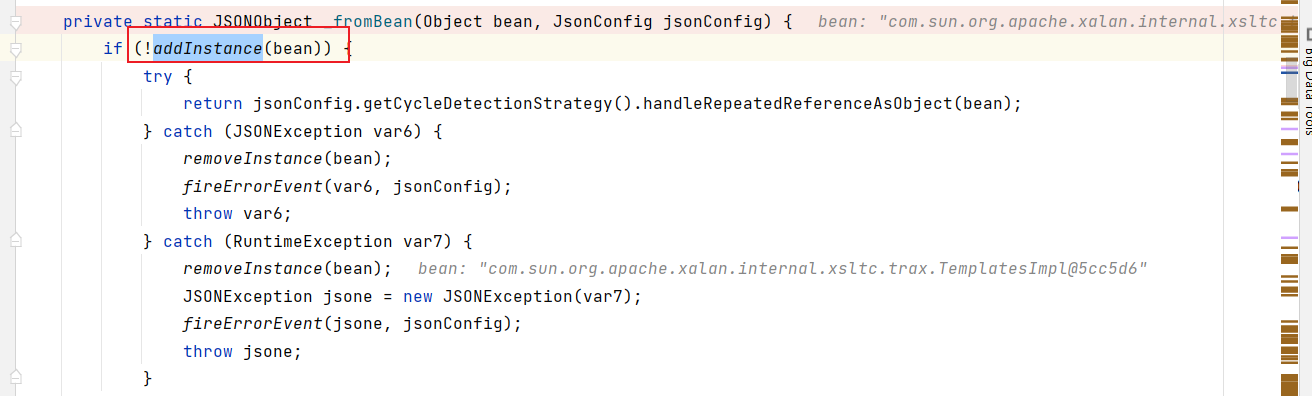 private static JSONObject _fromBean(Object bean, JsonConfig jsonConfig) { bean: "com.sun.org.apache.xalan.internal.xsltc
if (!addInstance(bean)) {
try {
return jsonConfig.getCycleDetectionStrategy().handleRepeatedReferenceAsObject(bean);
} catch (JSONException var6) {
removeInstance(bean);
fireErrorEvent(var6, jsonConfig);
throw var6;
} catch (RuntimeException var7) {
removeInstance(bean); bean: "com.sun.org.apache.xalan.internal.xsltc.trax.TemplatesImpl@5cc5d6"
JSONException jsone = new JSONException(var7);
fireErrorEvent(jsone, jsonConfig);
throw jsone;
}
Big Data Tools